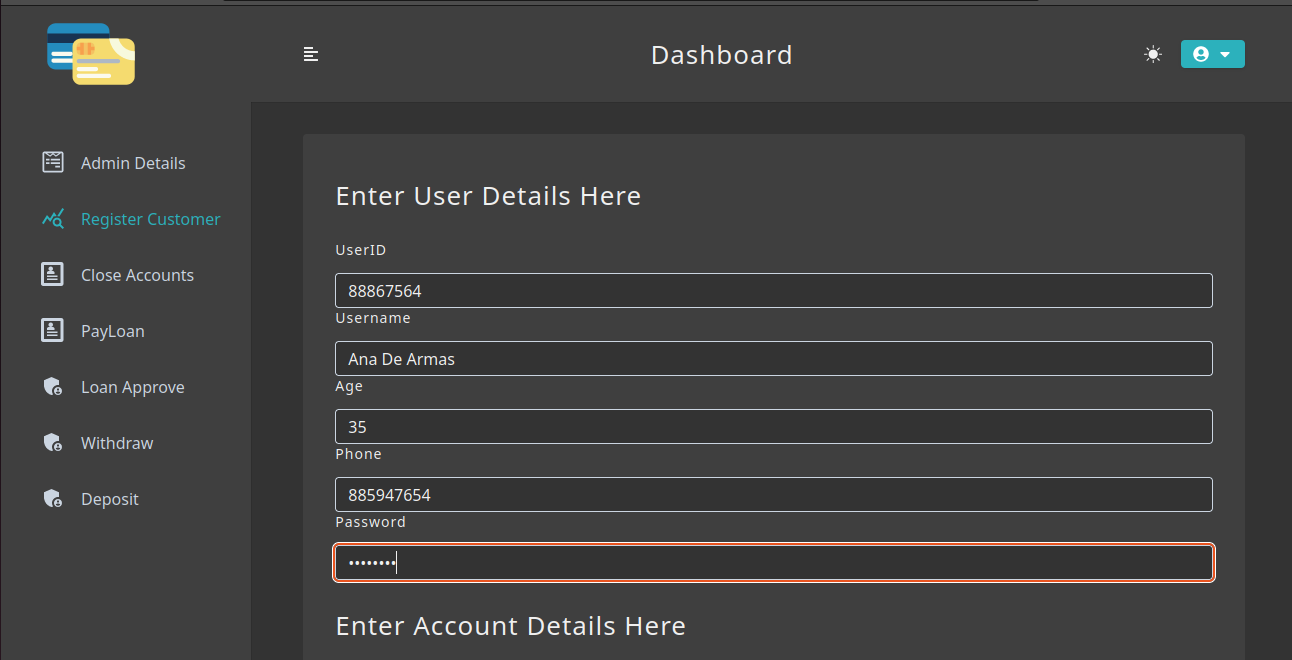 Dashboard
Admin Details
Register Customer
Close Accounts
PayLoan
Loan Approve
Withdraw
Deposit
Enter User Details Here
UserID
88867564
Username
Ana De Armas
Age
35
Phone
885947654
Password
••••••••
Enter Account Details Here